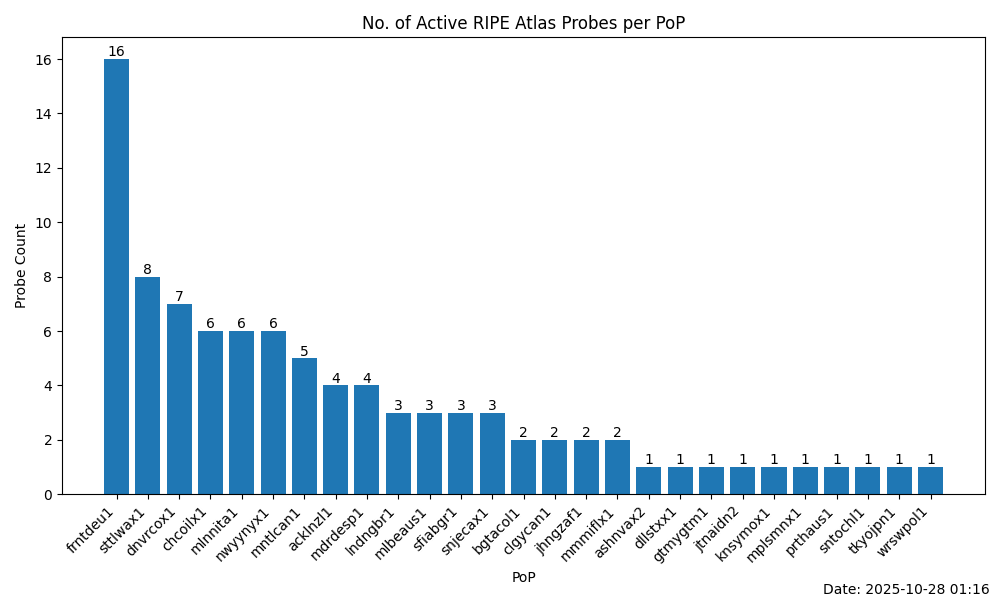 No. of Active RIPE Atlas Probes per PoP
Probe Count
16
14
12
10
8
6
4
2
0
16
8
7
6
6
6
5
4
4
3
3
3
3
2
2
2
2
1
1
1
1
1
1
1
1
1
1
frntdeu1
sttlwax1
dnvrcox1
chcoilx1
mlnnita1
nwyynyx1
mntlcan1
acklnzl1
mdrdesp1
lndngbr1
mlbeaus1
sfiabgr1
snjecax1
bgtacol1
clgycan1
jhngzaf1
mmmiflx1
ashnvax2
dllstxx1
gtmygtm1
jtnaidn2
knsymox1
mplsmnx1
prthaus1
sntochl1
tkyojpn1
wrswpol1
PoP
Date: 2025-10-28 01:16